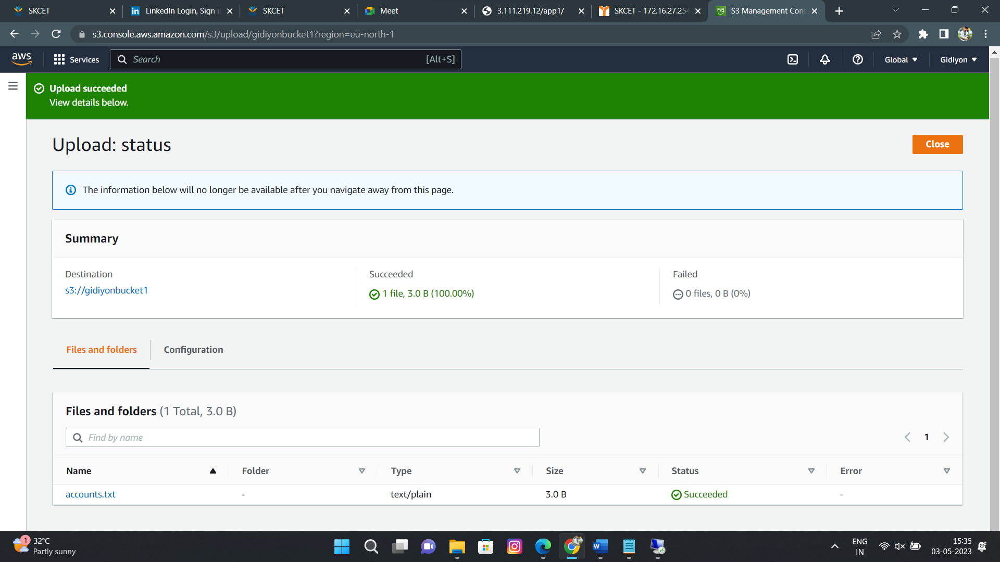 SKCET
LinkedIn Login, Sign i
SKCET
Meet
3.111.219.12/app1/
SKCET - 172.16.27.254
S3 Management Cons
s3.console.aws.amazon.com/s3/upload/gidiyonbucket1?region=eu-north-1
aws
Services
Search
[Alt+S]
Global
Gidiyon
Upload succeeded
View details below.
Upload: status
Close
The information below will no longer be available after you navigate away from this page.
Summary
Destination
s3://gidiyonbucket1
Succeeded
1 file, 3.0 B (100.00%)
Failed
0 files, 0 B (0%)
Files and folders
Configuration
Files and folders (1 Total, 3.0 B)
Find by name
1
Name Folder Type Size Status Error
accounts.txt - text/plain 3.0 B Succeeded -
1
32°C
Partly sunny
ENG
IN
15:35
03-05-2023